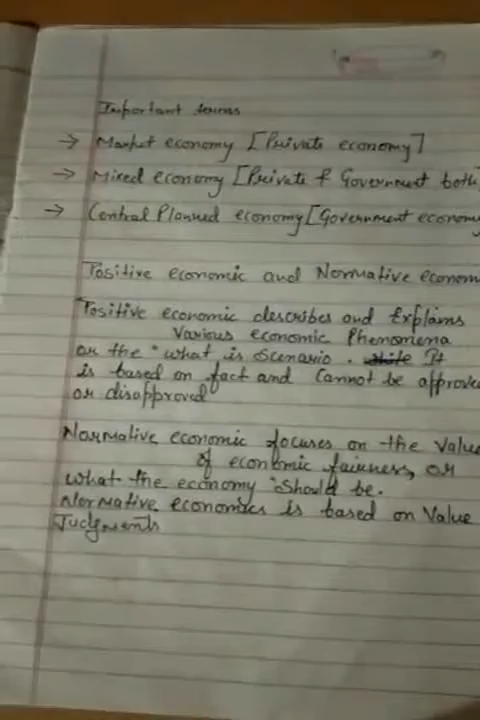 Important terms
→ Market economy [Private economy]
→ Mixed economy [Private & Government both
→ Central Planned economy [Government economy
Positive economic and Normative econom
Positive economic describes and Explains
Various economic Phenomena
or the "what is Scenario. It
is based on fact and Cannot be approve
or disapproved
Normative economic focuses on the Value
of economic fairness, or
what the economy "Should be.
Normative economics is based on Value
Judgments